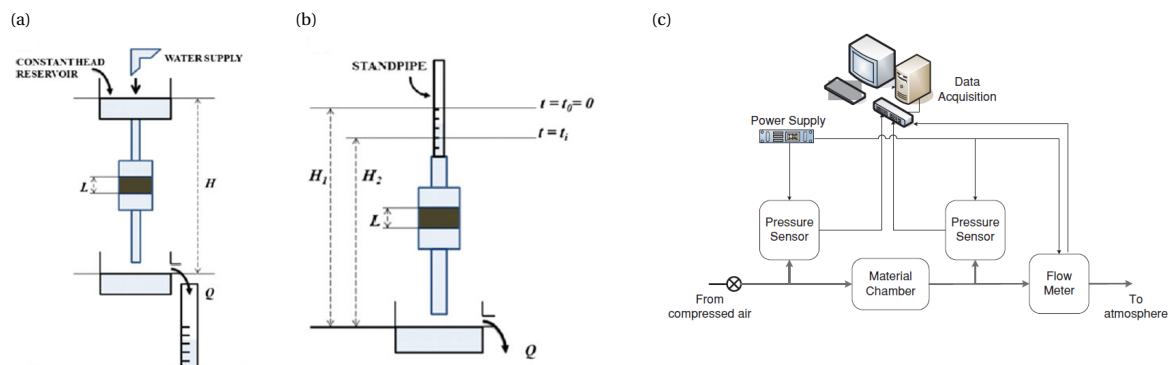 (a)
WATER SUPPLY
CONSTANT HEAD
RESERVOIR
L
H
Q
(b)
STANDPIPE
t = t₀ = 0
t = tᵢ
H₁
H₂
L
Q
(c)
Data
Acquisition
Power Supply
Pressure
Sensor
Pressure
Sensor
Material
Chamber
Flow
Meter
From
compressed air
To
atmosphere